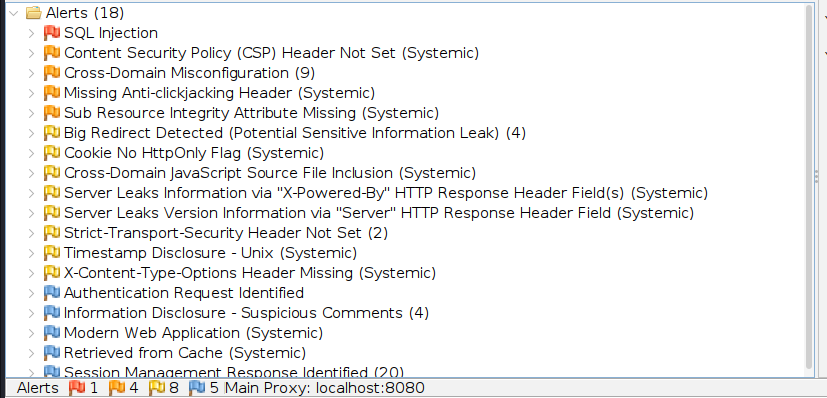 Alerts (18)
SQL Injection
Content Security Policy (CSP) Header Not Set (Systemic)
Cross-Domain Misconfiguration (9)
Missing Anti-clickjacking Header (Systemic)
Sub Resource Integrity Attribute Missing (Systemic)
Big Redirect Detected (Potential Sensitive Information Leak) (4)
Cookie No HttpOnly Flag (Systemic)
Cross-Domain JavaScript Source File Inclusion (Systemic)
Server Leaks Information via "X-Powered-By" HTTP Response Header Field(s) (Systemic)
Server Leaks Version Information via "Server" HTTP Response Header Field (Systemic)
Strict-Transport-Security Header Not Set (2)
Timestamp Disclosure - Unix (Systemic)
X-Content-Type-Options Header Missing (Systemic)
Authentication Request Identified
Information Disclosure - Suspicious Comments (4)
Modern Web Application (Systemic)
Retrieved from Cache (Systemic)
Session Management Response Identified (20)
Alerts 1 4 8 5 Main Proxy: localhost:8080